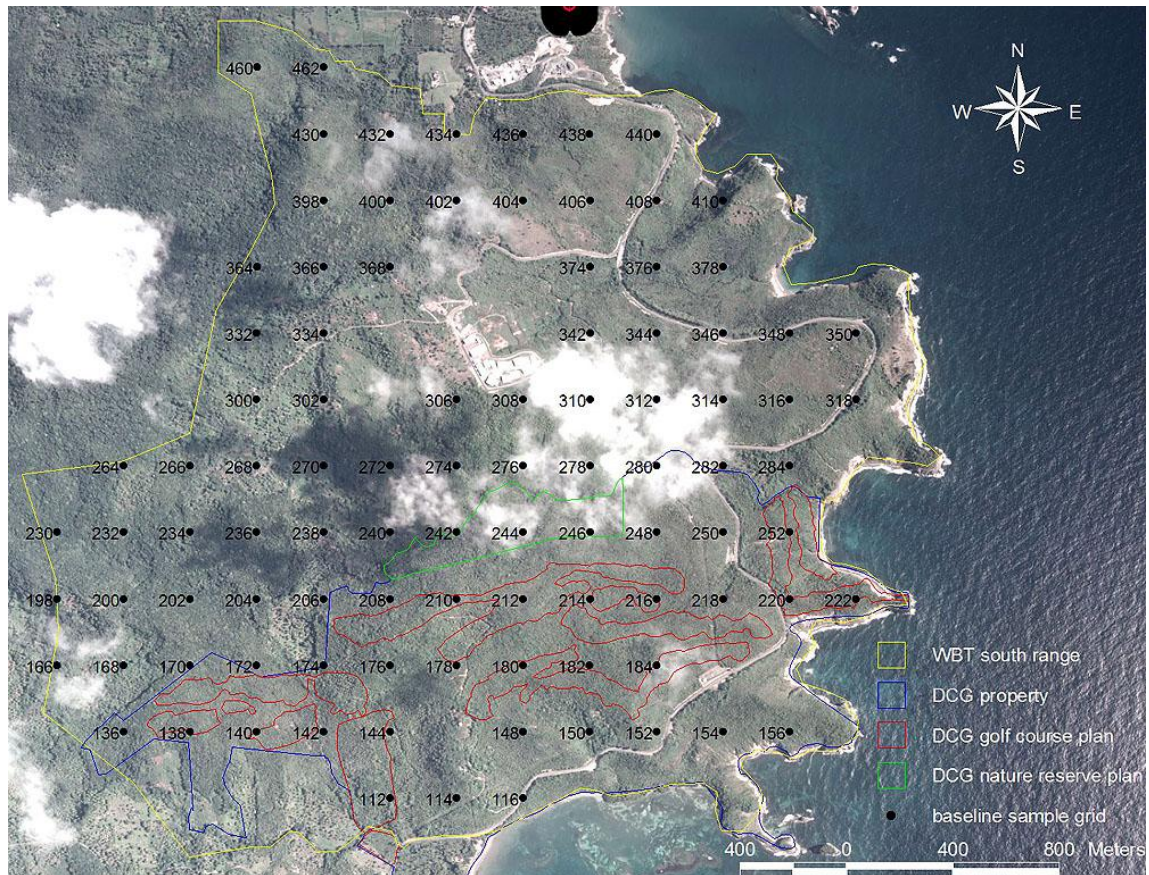 N
W E
S
460 462
430 432 434 436 438 440
398 400 402 404 406 408 410
364 366 368 374 376 378
332 334 342 344 346 348 350
300 302 306 308 310 312 314 316 318
264 266 268 270 272 274 276 278 280 282 284
230 232 234 236 238 240 242 244 246 248 250 252
198 200 202 204 206 208 210 212 214 216 218 220 222
166 168 170 172 174 176 178 180 182 184
136 138 140 142 144 148 150 152 154 156
112 114 116
WBT south range
DCG property
DCG golf course plan
DCG nature reserve plan
baseline sample grid
400 0 400 800 Meters